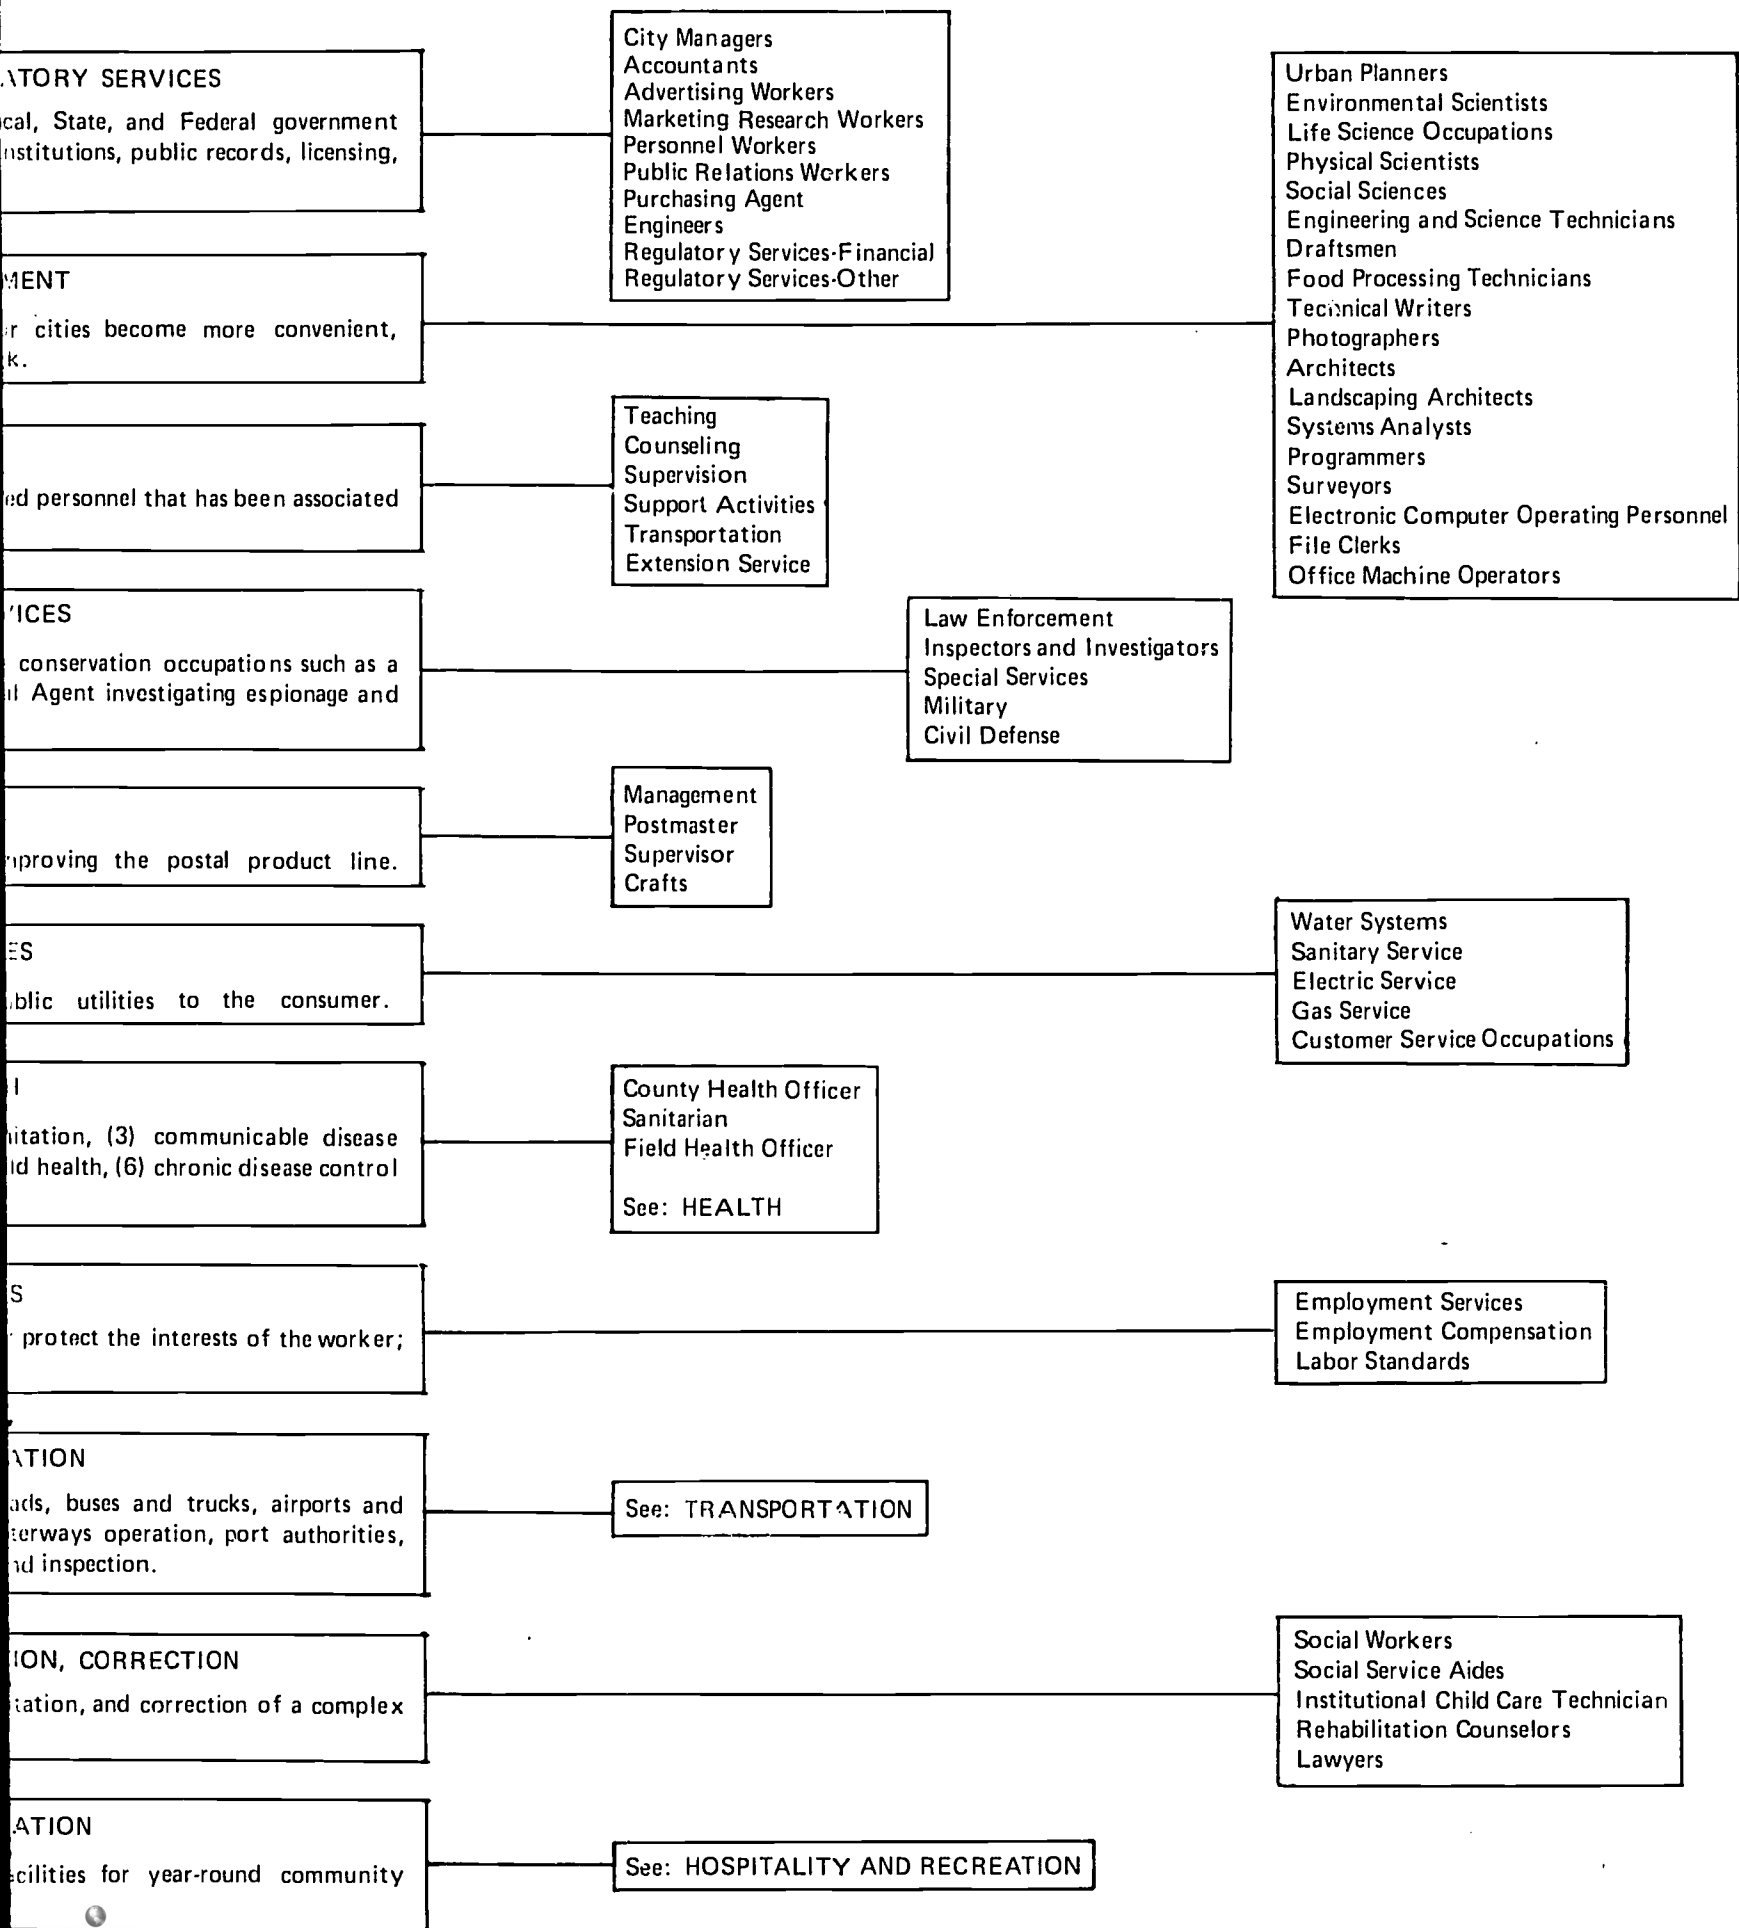 ATORY SERVICES
cal, State, and Federal government
nstitutions, public records, licensing,
City Managers
Accountants
Advertising Workers
Marketing Research Workers
Personnel Workers
Public Relations Workers
Purchasing Agent
Engineers
Regulatory Services-Financial
Regulatory Services-Other
MENT
r cities become more convenient,
k.
Urban Planners
Environmental Scientists
Life Science Occupations
Physical Scientists
Social Sciences
Engineering and Science Technicians
Draftsmen
Food Processing Technicians
Technical Writers
Photographers
Architects
Landscaping Architects
Systems Analysts
Programmers
Surveyors
Electronic Computer Operating Personnel
File Clerks
Office Machine Operators
ed personnel that has been associated
Teaching
Counseling
Supervision
Support Activities
Transportation
Extension Service
VICES
conservation occupations such as a
al Agent investigating espionage and
Law Enforcement
Inspectors and Investigators
Special Services
Military
Civil Defense
mproving the postal product line.
Management
Postmaster
Supervisor
Crafts
ES
blic utilities to the consumer.
Water Systems
Sanitary Service
Electric Service
Gas Service
Customer Service Occupations
nitation, (3) communicable disease
ld health, (6) chronic disease control
County Health Officer
Sanitarian
Field Health Officer
See: HEALTH
S
protect the interests of the worker;
Employment Services
Employment Compensation
Labor Standards
ATION
ads, buses and trucks, airports and
terways operation, port authorities,
nd inspection.
See: TRANSPORTATION
ION, CORRECTION
tation, and correction of a complex
Social Workers
Social Service Aides
Institutional Child Care Technician
Rehabilitation Counselors
Lawyers
ATION
cilities for year-round community
See: HOSPITALITY AND RECREATION